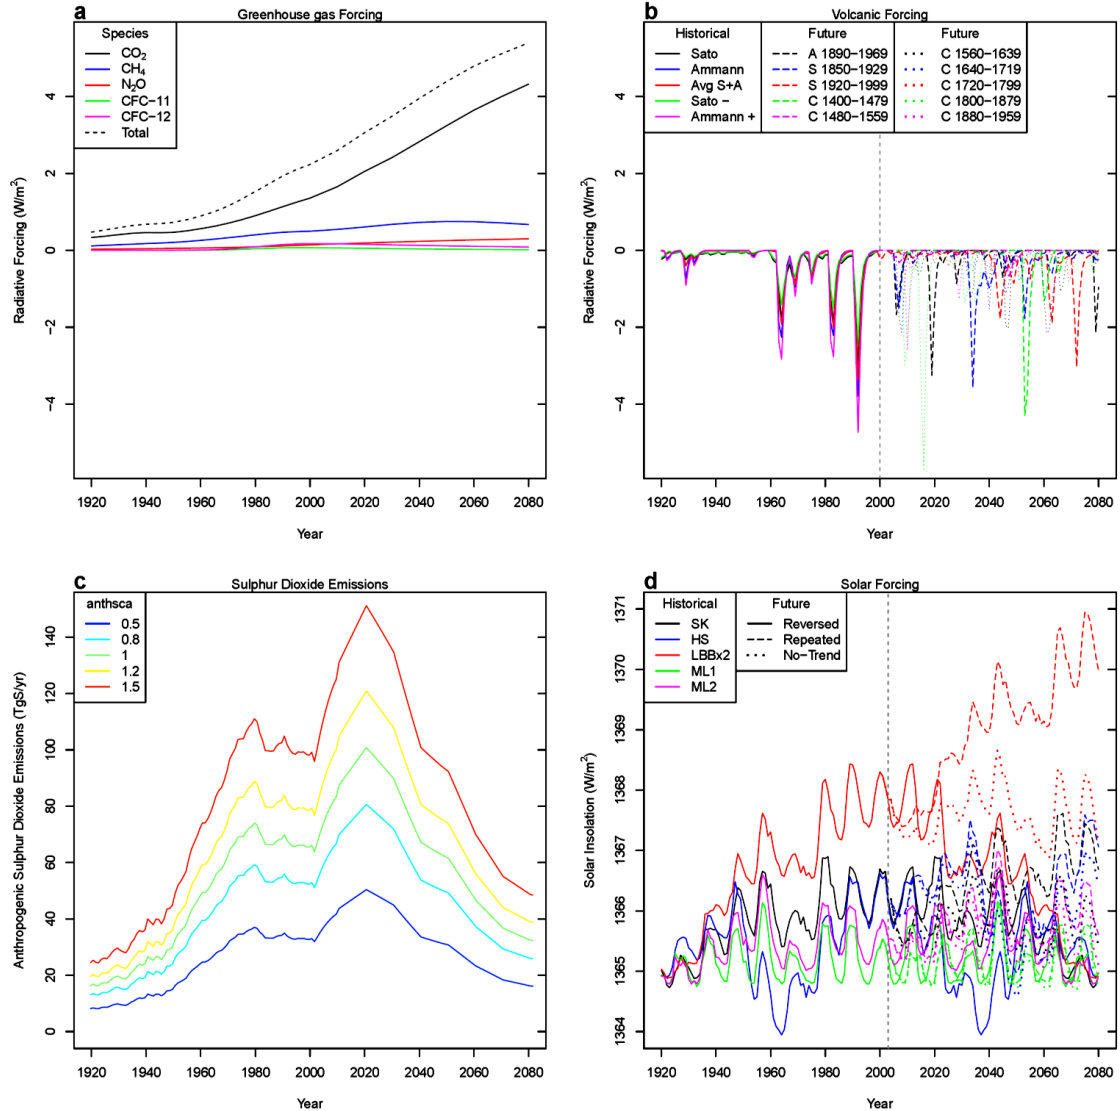 a
Greenhouse gas Forcing
Species
CO₂
CH₄
N₂O
CFC−11
CFC−12
Total
Radiative Forcing (W/m²)
4
2
0
−2
−4
1920 1940 1960 1980 2000 2020 2040 2060 2080
Year
b
Volcanic Forcing
Historical
Sato
Ammann
Avg S+A
Sato −
Ammann +
Future
A 1890−1969
S 1850−1929
S 1920−1999
C 1400−1479
C 1480−1559
Future
C 1560−1639
C 1640−1719
C 1720−1799
C 1800−1879
C 1880−1959
Radiative Forcing (W/m²)
4
2
0
−2
−4
1920 1940 1960 1980 2000 2020 2040 2060 2080
Year
c
Sulphur Dioxide Emissions
anthsca
0.5
0.8
1
1.2
1.5
Anthropogenic Sulphur Dioxide Emissions (TgS/yr)
140
120
100
80
60
40
20
0
1920 1940 1960 1980 2000 2020 2040 2060 2080
Year
d
Solar Forcing
Historical
SK
HS
LBBx2
ML1
ML2
Future
Reversed
Repeated
No−Trend
Solar Insolation (W/m²)
1371
1370
1369
1368
1367
1366
1365
1364
1920 1940 1960 1980 2000 2020 2040 2060 2080
Year